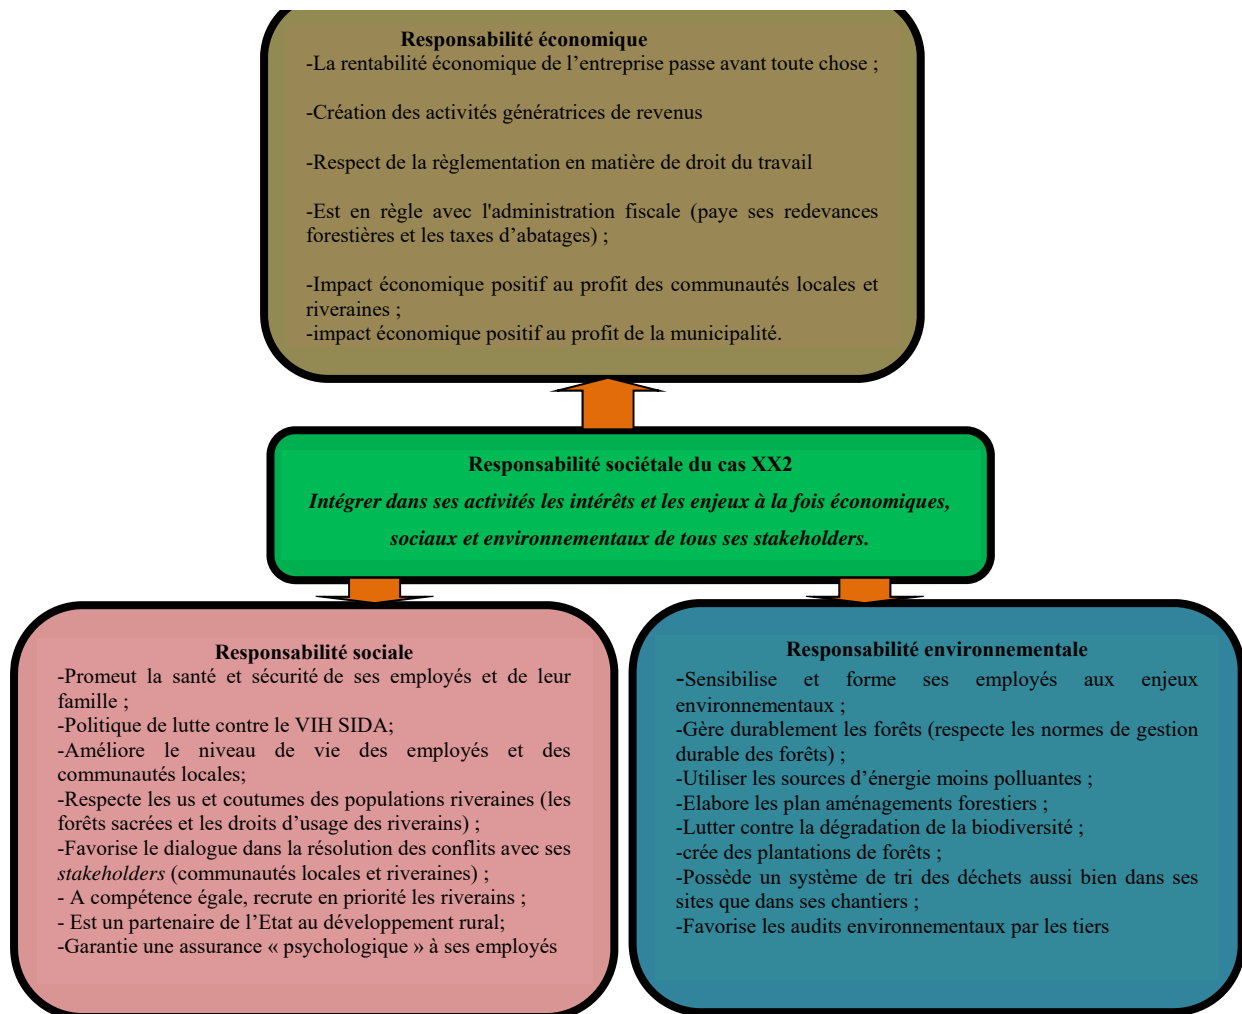 Responsabilité économique
-La rentabilité économique de l’entreprise passe avant toute chose ;
-Création des activités génératrices de revenus
-Respect de la règlementation en matière de droit du travail
-Est en règle avec l'administration fiscale (paye ses redevances
forestières et les taxes d’abatages) ;
-Impact économique positif au profit des communautés locales et
riveraines ;
-impact économique positif au profit de la municipalité.
Responsabilité sociétale du cas XX2
Intégrer dans ses activités les intérêts et les enjeux à la fois économiques,
sociaux et environnementaux de tous ses stakeholders.
Responsabilité sociale
-Promeut la santé et sécurité de ses employés et de leur
famille ;
-Politique de lutte contre le VIH SIDA;
-Améliore le niveau de vie des employés et des
communautés locales;
-Respecte les us et coutumes des populations riveraines (les
forêts sacrées et les droits d’usage des riverains) ;
-Favorise le dialogue dans la résolution des conflits avec ses
stakeholders (communautés locales et riveraines) ;
- A compétence égale, recrute en priorité les riverains ;
- Est un partenaire de l’Etat au développement rural;
-Garantie une assurance « psychologique » à ses employés
Responsabilité environnementale
-Sensibilise et forme ses employés aux enjeux
environnementaux ;
-Gère durablement les forêts (respecte les normes de gestion
durable des forêts) ;
-Utiliser les sources d’énergie moins polluantes ;
-Elabore les plan aménagements forestiers ;
-Lutter contre la dégradation de la biodiversité ;
-crée des plantations de forêts ;
-Possède un système de tri des déchets aussi bien dans ses
sites que dans ses chantiers ;
-Favorise les audits environnementaux par les tiers